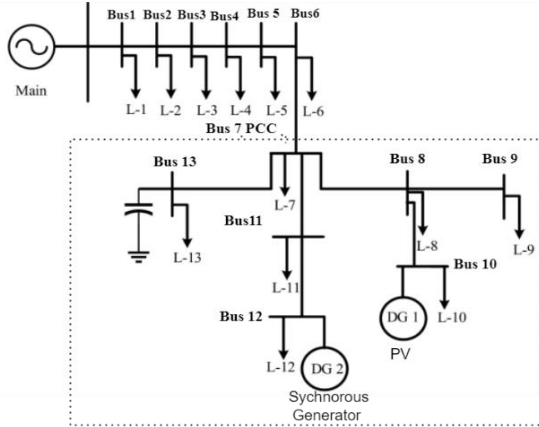 Bus1 Bus2 Bus3 Bus4 Bus 5 Bus6
Main
L-1 L-2 L-3 L-4 L-5 L-6
Bus 7 PCC
Bus 13 Bus 8 Bus 9
L-7
Bus11
L-13 L-8 L-9
Bus 10
L-11
DG 1 L-10
Bus 12
PV
L-12 DG 2
Sychnorous
Generator